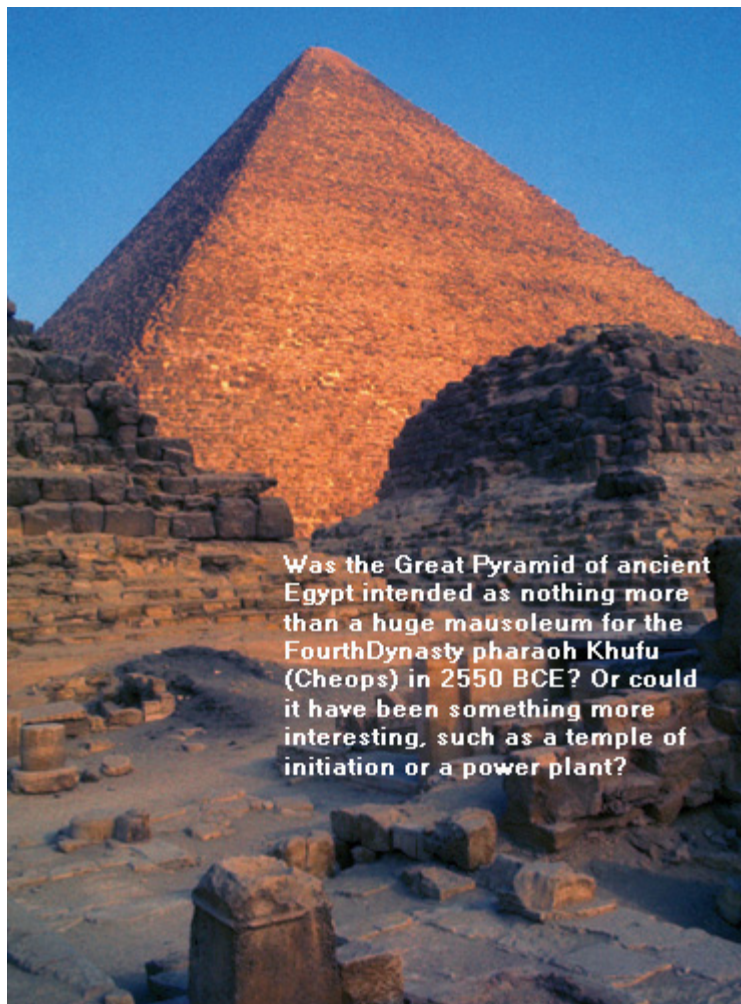 Was the Great Pyramid of ancient
Egypt intended as nothing more
than a huge mausoleum for the
FourthDynasty pharaoh Khufu
(Cheops) in 2550 BCE? Or could
it have been something more
interesting, such as a temple of
initiation or a power plant?